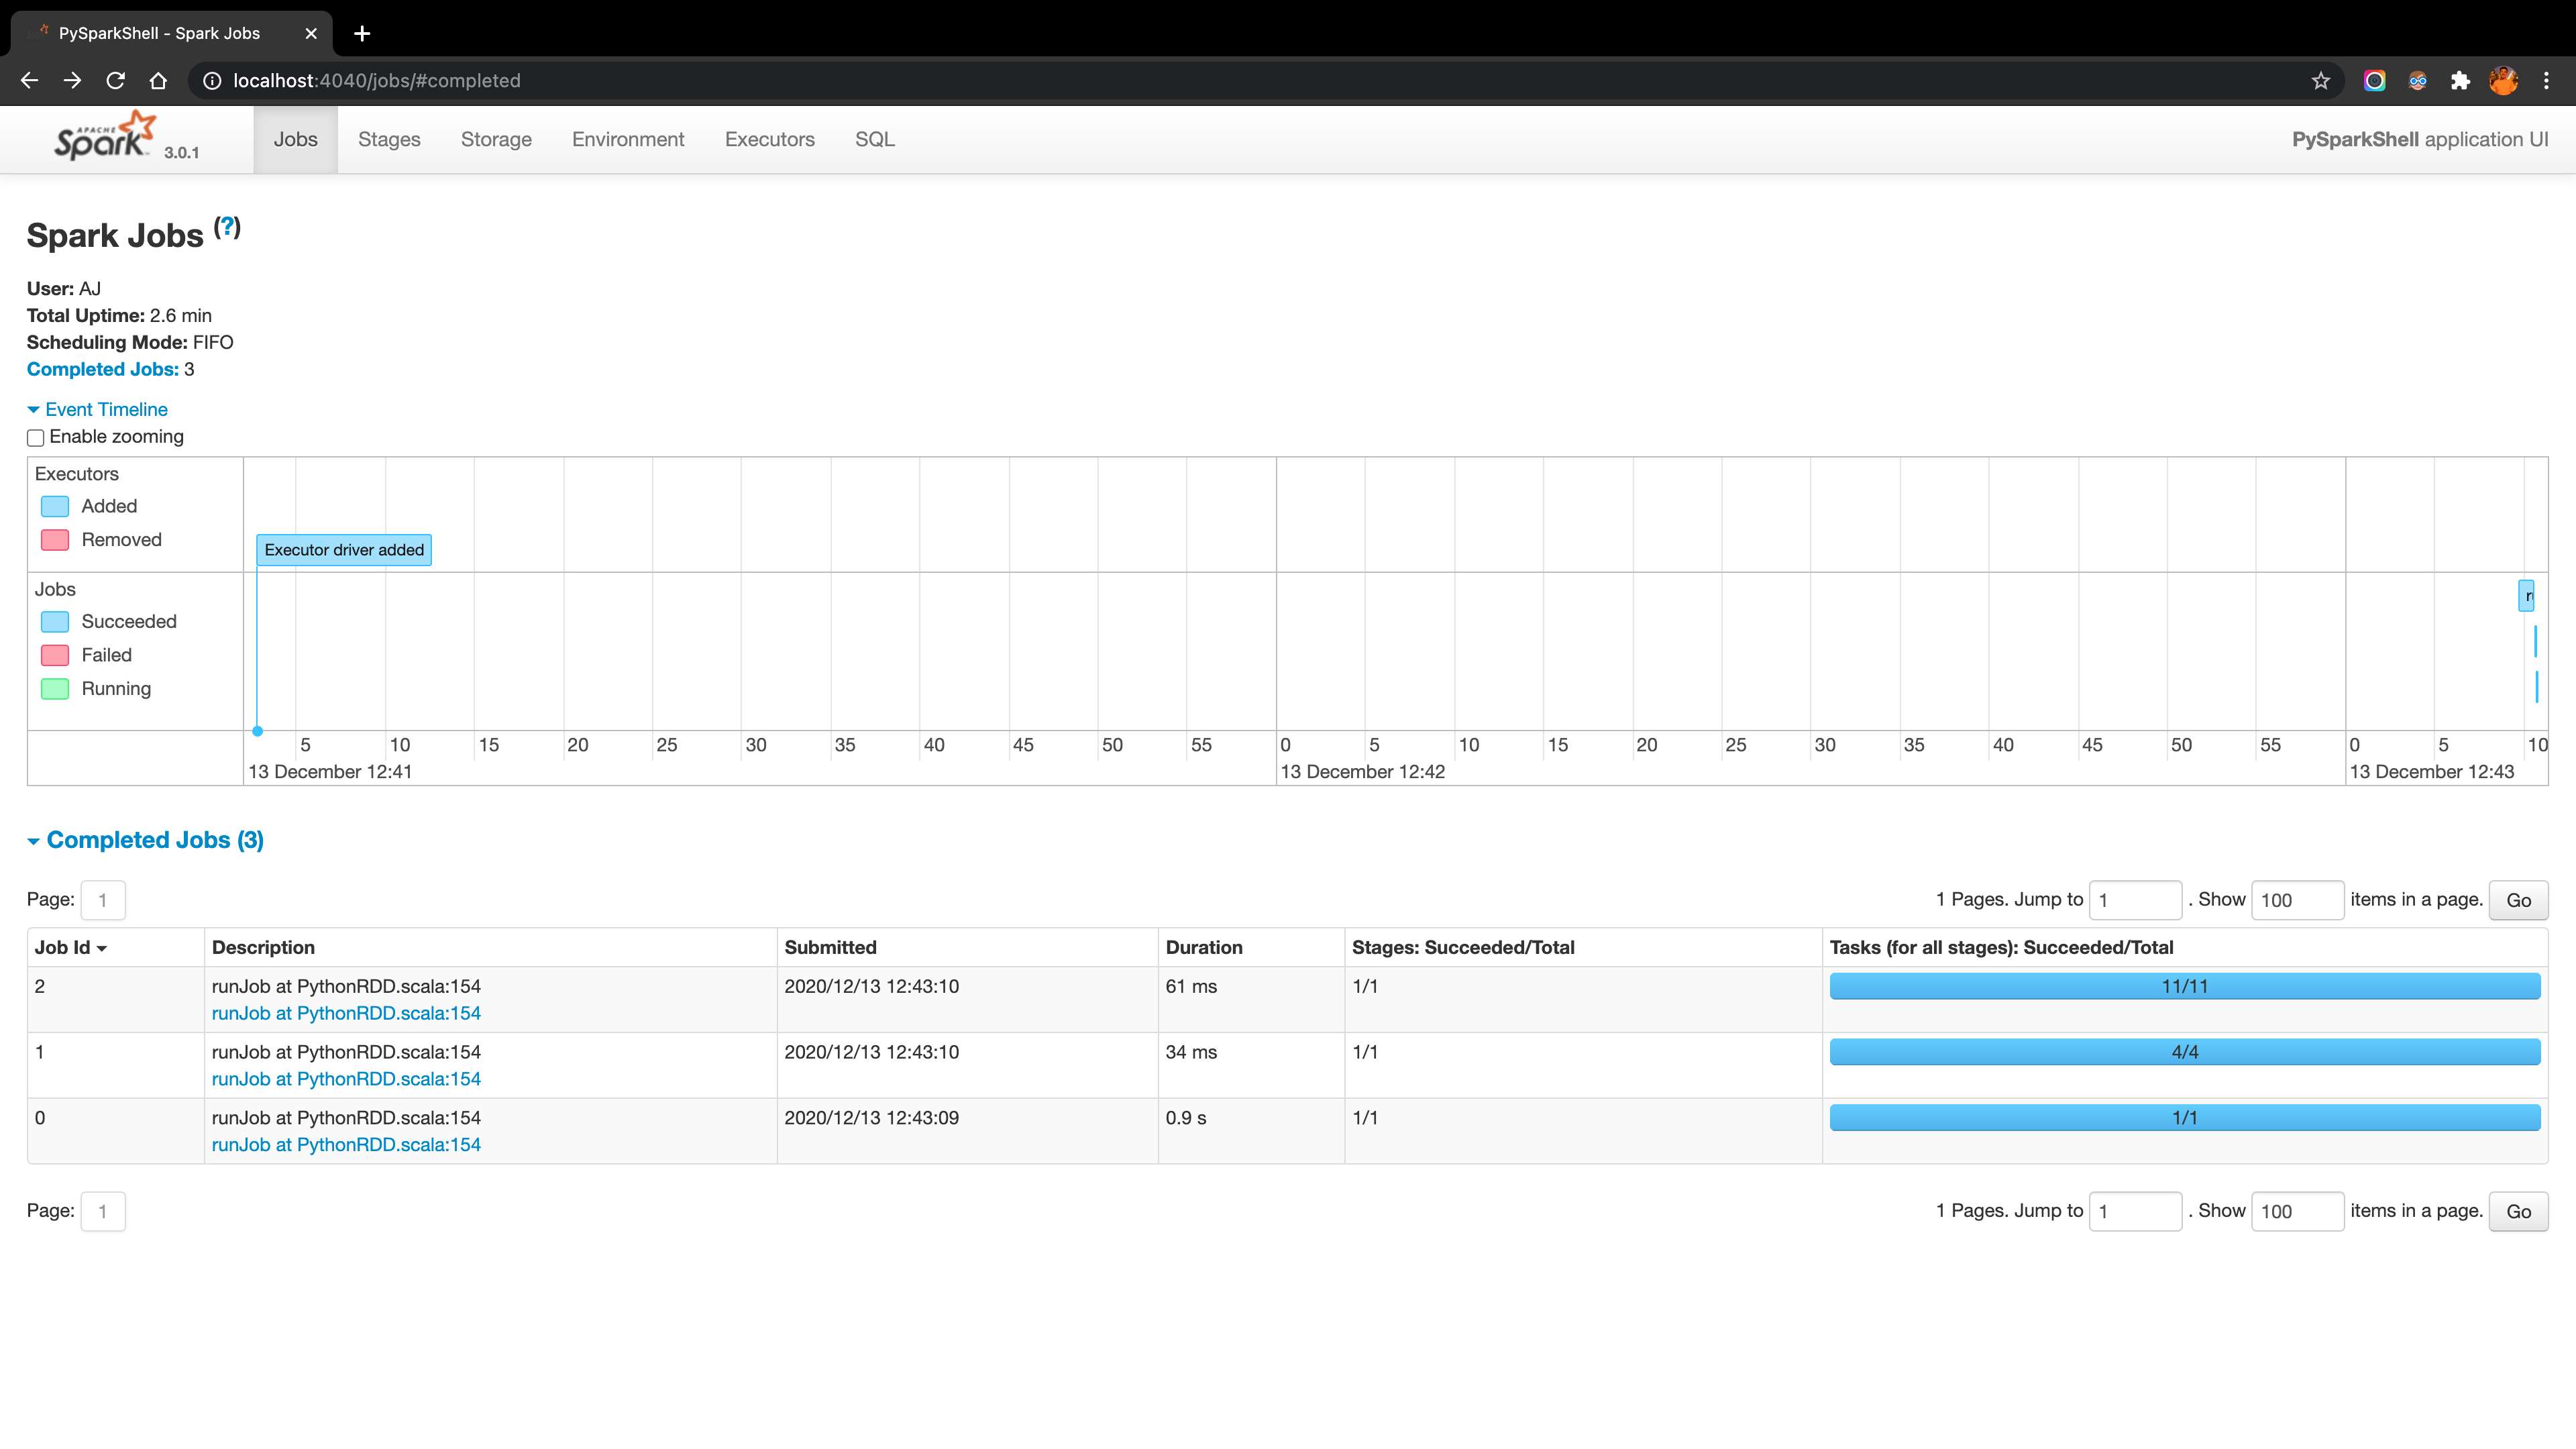 PySparkShell - Spark Jobs
localhost:4040/jobs/#completed
APACHE
Spark 3.0.1 Jobs Stages Storage Environment Executors SQL PySparkShell application UI
Spark Jobs (?)
User: AJ
Total Uptime: 2.6 min
Scheduling Mode: FIFO
Completed Jobs: 3
Event Timeline
Enable zooming
Executors
Added
Removed
Executor driver added
Jobs
Succeeded
Failed
Running
5 10 15 20 25 30 35 40 45 50 55 0 5 10 15 20 25 30 35 40 45 50 55 0 5 10
13 December 12:41 13 December 12:42 13 December 12:43
Completed Jobs (3)
Page: 1 1 Pages. Jump to 1 . Show 100 items in a page. Go
Job Id Description Submitted Duration Stages: Succeeded/Total Tasks (for all stages): Succeeded/Total
2 runJob at PythonRDD.scala:154 2020/12/13 12:43:10 61 ms 1/1 11/11
runJob at PythonRDD.scala:154
1 runJob at PythonRDD.scala:154 2020/12/13 12:43:10 34 ms 1/1 4/4
runJob at PythonRDD.scala:154
0 runJob at PythonRDD.scala:154 2020/12/13 12:43:09 0.9 s 1/1 1/1
runJob at PythonRDD.scala:154
Page: 1 1 Pages. Jump to 1 . Show 100 items in a page. Go